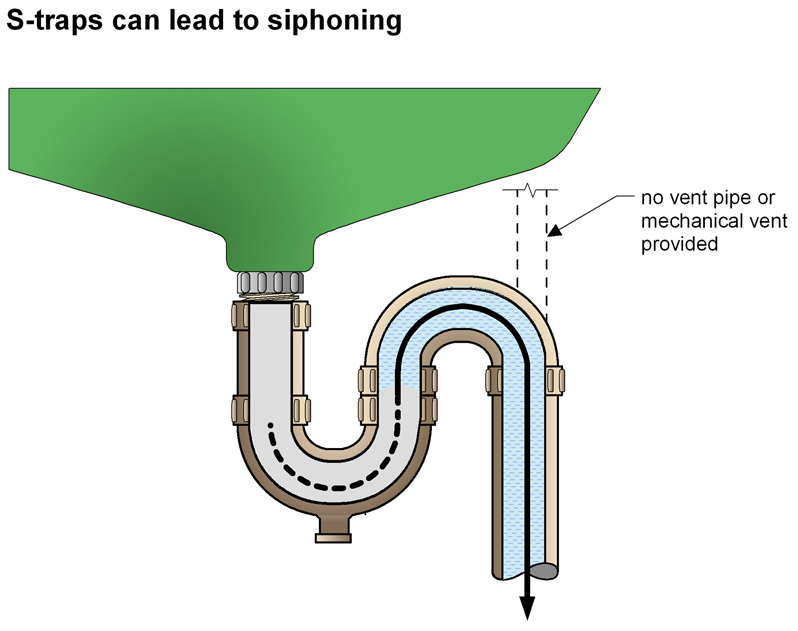 S-traps can lead to siphoning
no vent pipe or
mechanical vent
provided